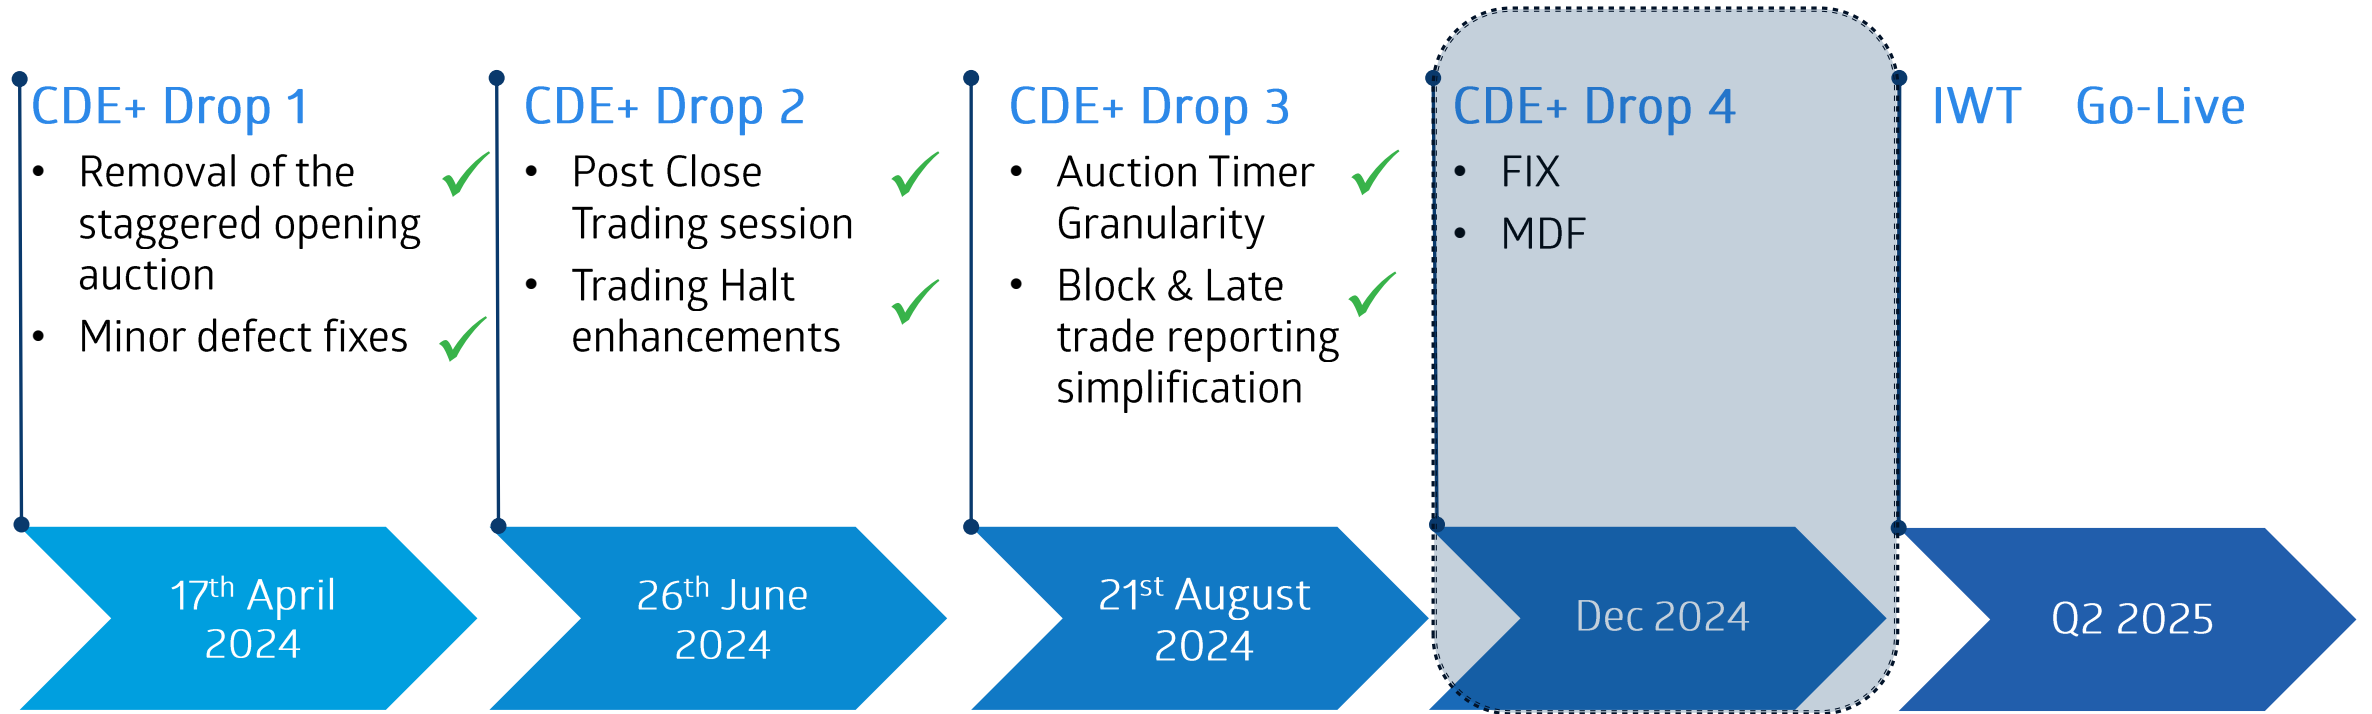 CDE+ Drop 1
• Removal of the
staggered opening
auction
• Minor defect fixes
17th April
2024
CDE+ Drop 2
• Post Close
Trading session
• Trading Halt
enhancements
26th June
2024
CDE+ Drop 3
• Auction Timer
Granularity
• Block & Late
trade reporting
simplification
21st August
2024
CDE+ Drop 4
• FIX
• MDF
Dec 2024
IWT Go-Live
Q2 2025